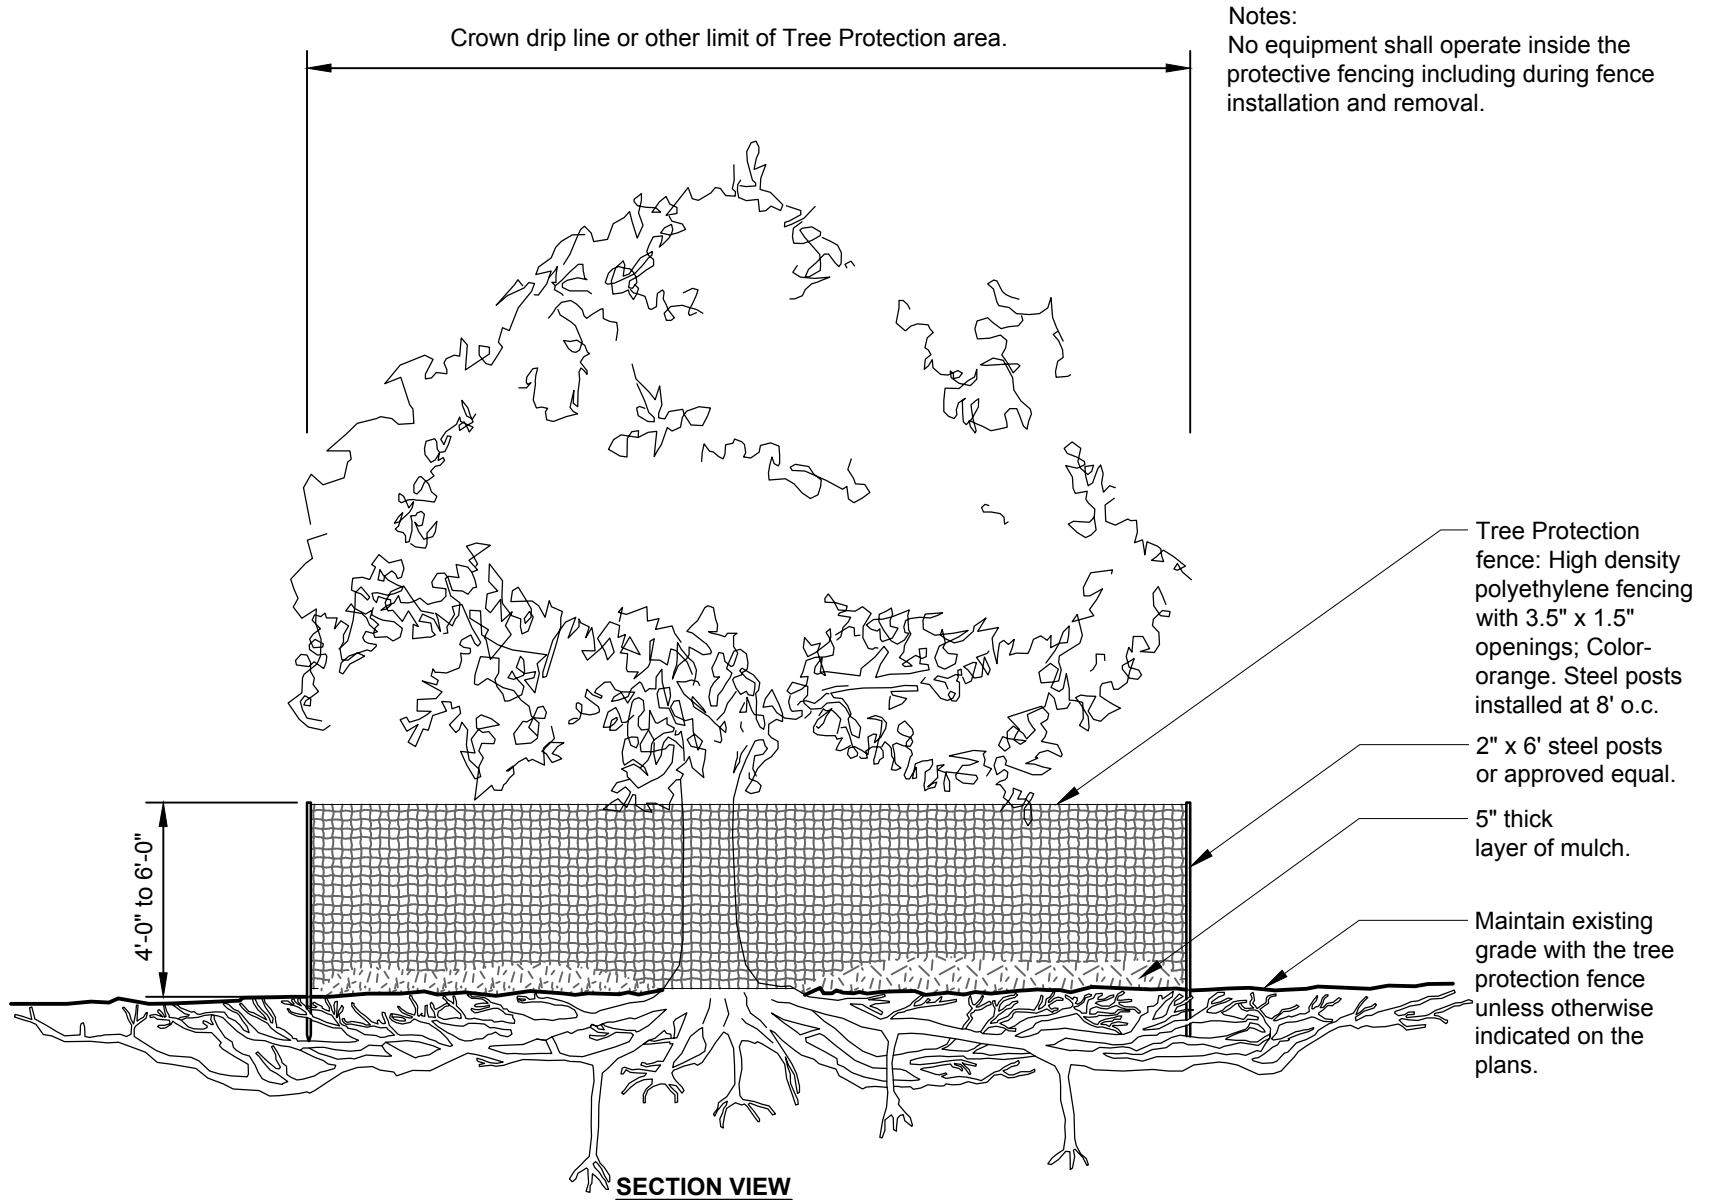 Crown drip line or other limit of Tree Protection area.
Notes:
No equipment shall operate inside the
protective fencing including during fence
installation and removal.
Tree Protection
fence: High density
polyethylene fencing
with 3.5" x 1.5"
openings; Color-
orange. Steel posts
installed at 8' o.c.
2" x 6' steel posts
or approved equal.
5" thick
layer of mulch.
Maintain existing
grade with the tree
protection fence
unless otherwise
indicated on the
plans.
4'-0" to 6'-0"
SECTION VIEW